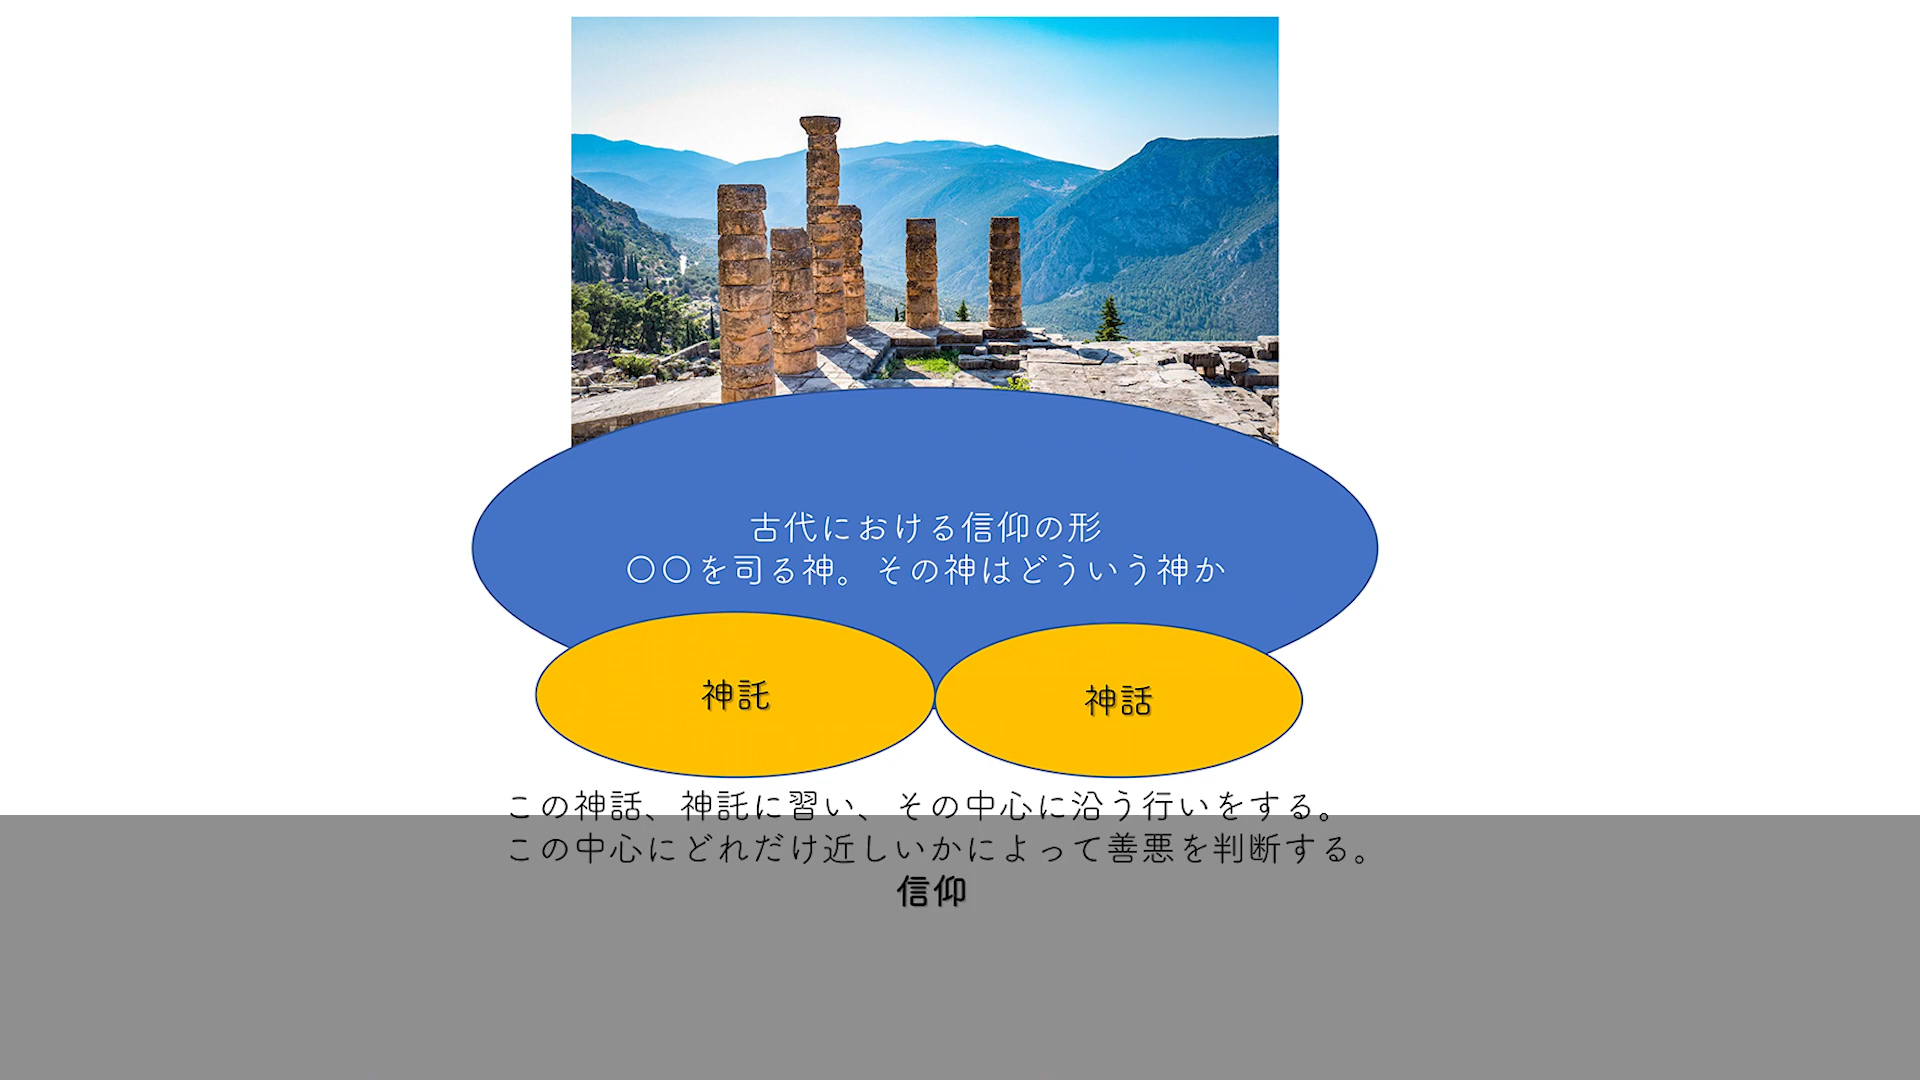 古代における信仰の形
〇〇を司る神。その神はどういう神か
神託
神話
この神話、神託に習い、その中心に沿う行いをする。
この中心にどれだけ近しいかによって善悪を判断する。
信仰